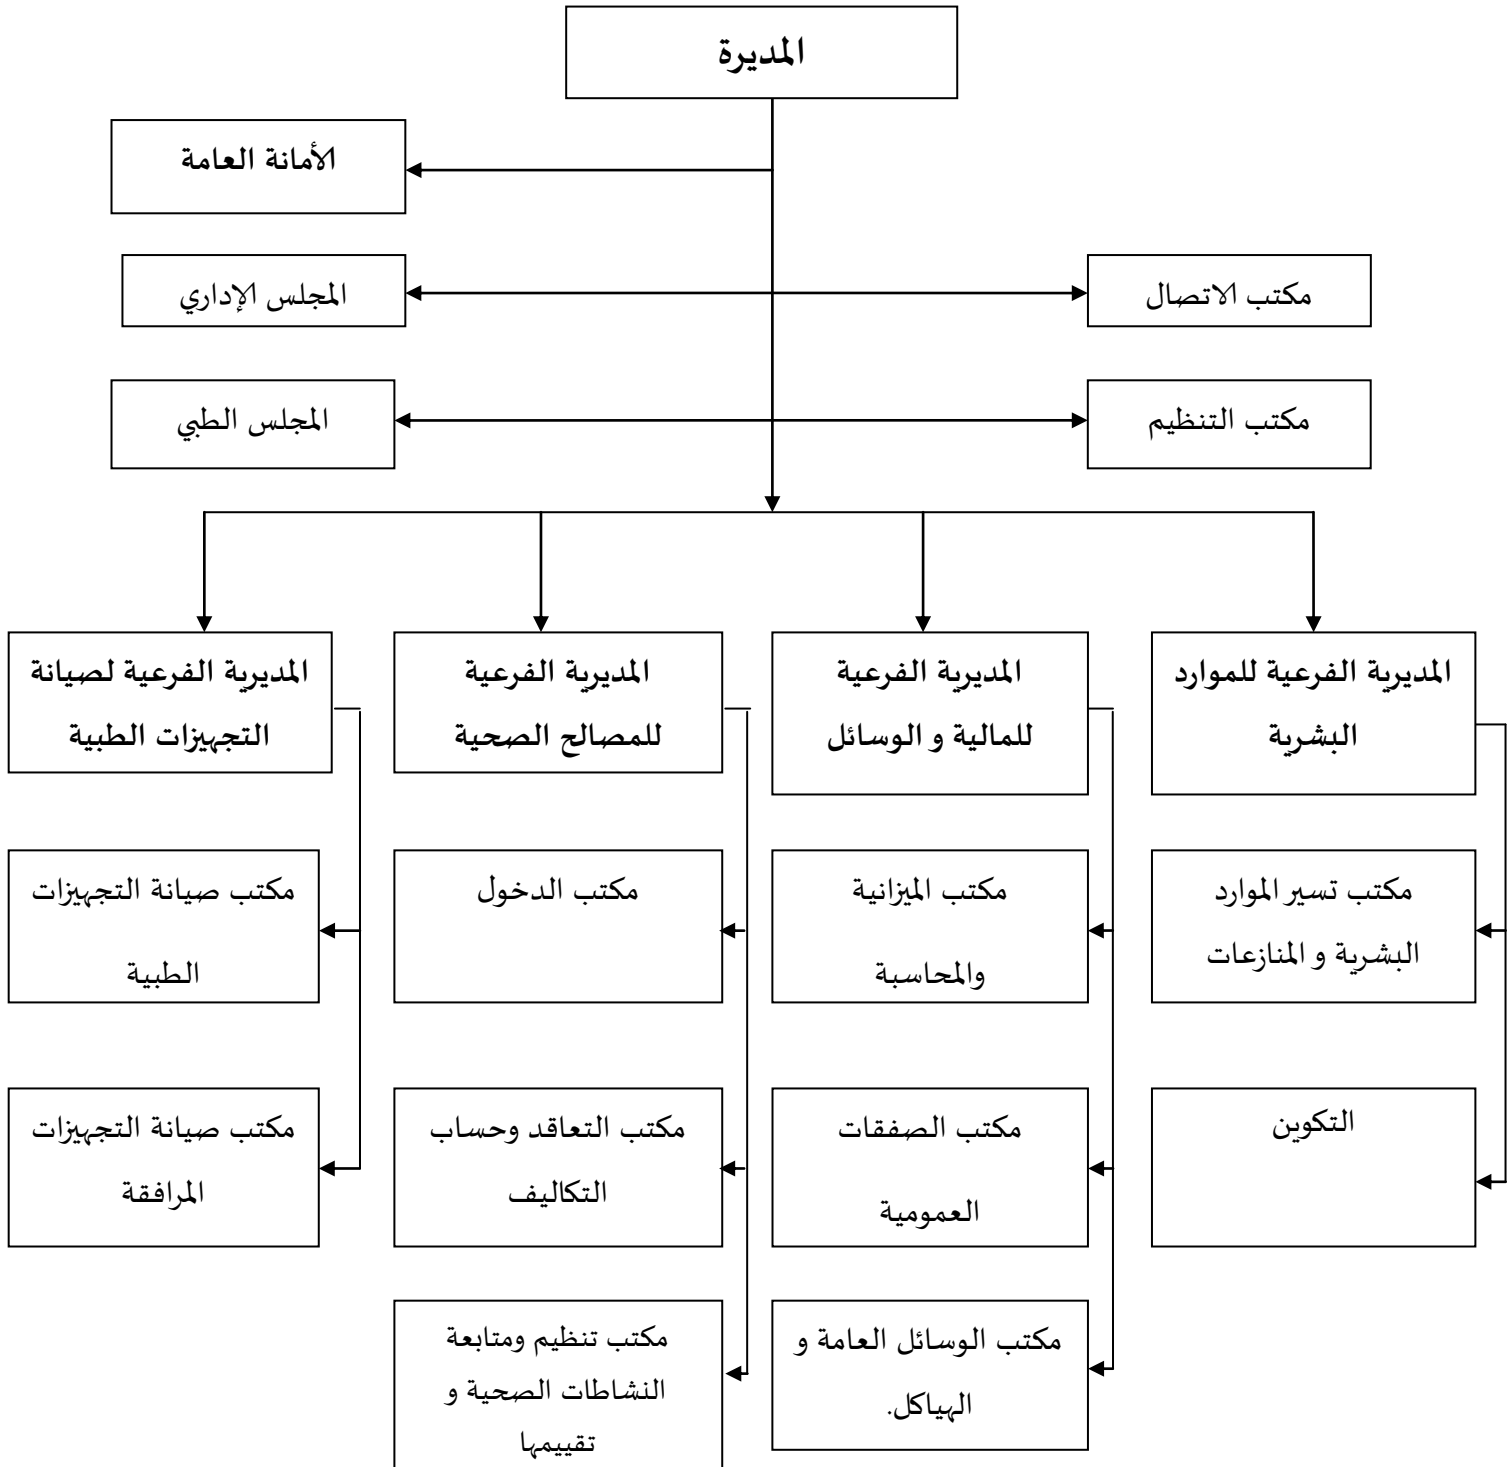 المديرة
الأمانة العامة
مكتب الاتصال
المجلس الإداري
مكتب التنظيم
المجلس الطبي
المديرية الفرعية للموارد
البشرية
المديرية الفرعية
للمالية و الوسائل
المديرية الفرعية
للمصالح الصحية
المديرية الفرعية لصيانة
التجهيزات الطبية
مكتب تسير الموارد
البشرية و المنازعات
مكتب الميزانية
والمحاسبة
مكتب الدخول
مكتب صيانة التجهيزات
الطبية
التكوين
مكتب الصفقات
العمومية
مكتب التعاقد وحساب
التكاليف
مكتب صيانة التجهيزات
المرافقة
مكتب الوسائل العامة و
الهياكل.
مكتب تنظيم ومتابعة
النشاطات الصحية و
تقييمها